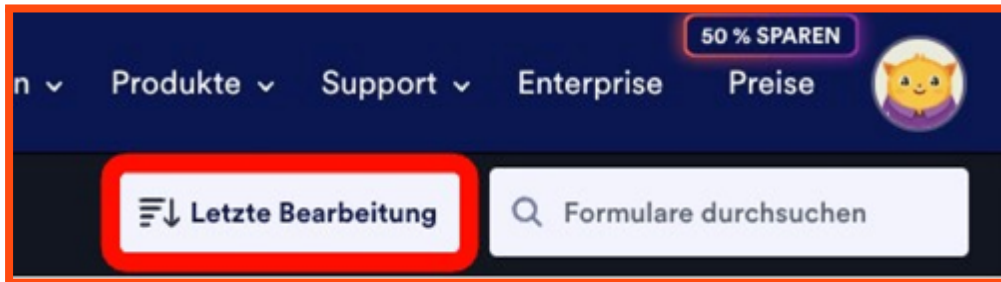 50 % SPAREN
n Produkte Support Enterprise Preise
Letzte Bearbeitung Formulare durchsuchen